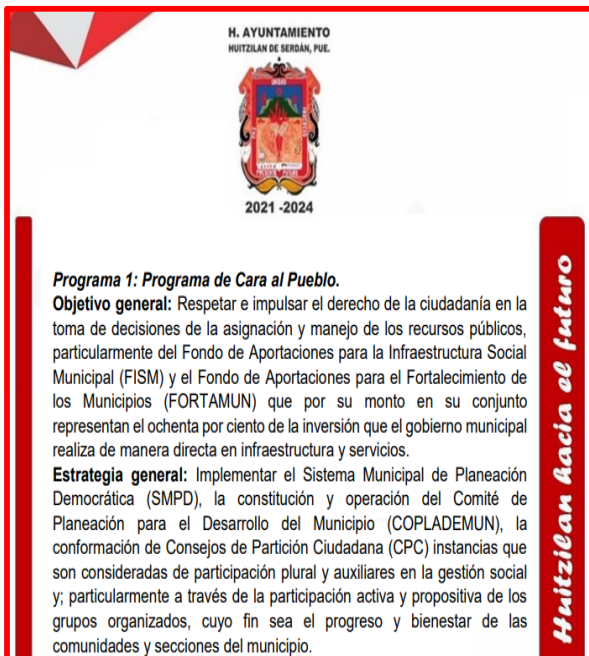 H. AYUNTAMIENTO
HUITZILAN DE SERDÁN, PUE.
UNIDAD
PAZ
PROGRESO
PRESENTE FUTURO
2021 -2024
Programa 1: Programa de Cara al Pueblo.
Objetivo general: Respetar e impulsar el derecho de la ciudadanía en la
toma de decisiones de la asignación y manejo de los recursos públicos,
particularmente del Fondo de Aportaciones para la Infraestructura Social
Municipal (FISM) y el Fondo de Aportaciones para el Fortalecimiento de
los Municipios (FORTAMUN) que por su monto en su conjunto
representan el ochenta por ciento de la inversión que el gobierno municipal
realiza de manera directa en infraestructura y servicios.
Estrategia general: Implementar el Sistema Municipal de Planeación
Democrática (SMPD), la constitución y operación del Comité de
Planeación para el Desarrollo del Municipio (COPLADEMUN), la
conformación de Consejos de Partición Ciudadana (CPC) instancias que
son consideradas de participación plural y auxiliares en la gestión social
y; particularmente a través de la participación activa y propositiva de los
grupos organizados, cuyo fin sea el progreso y bienestar de las
comunidades y secciones del municipio.
Huitzilan hacia el futuro